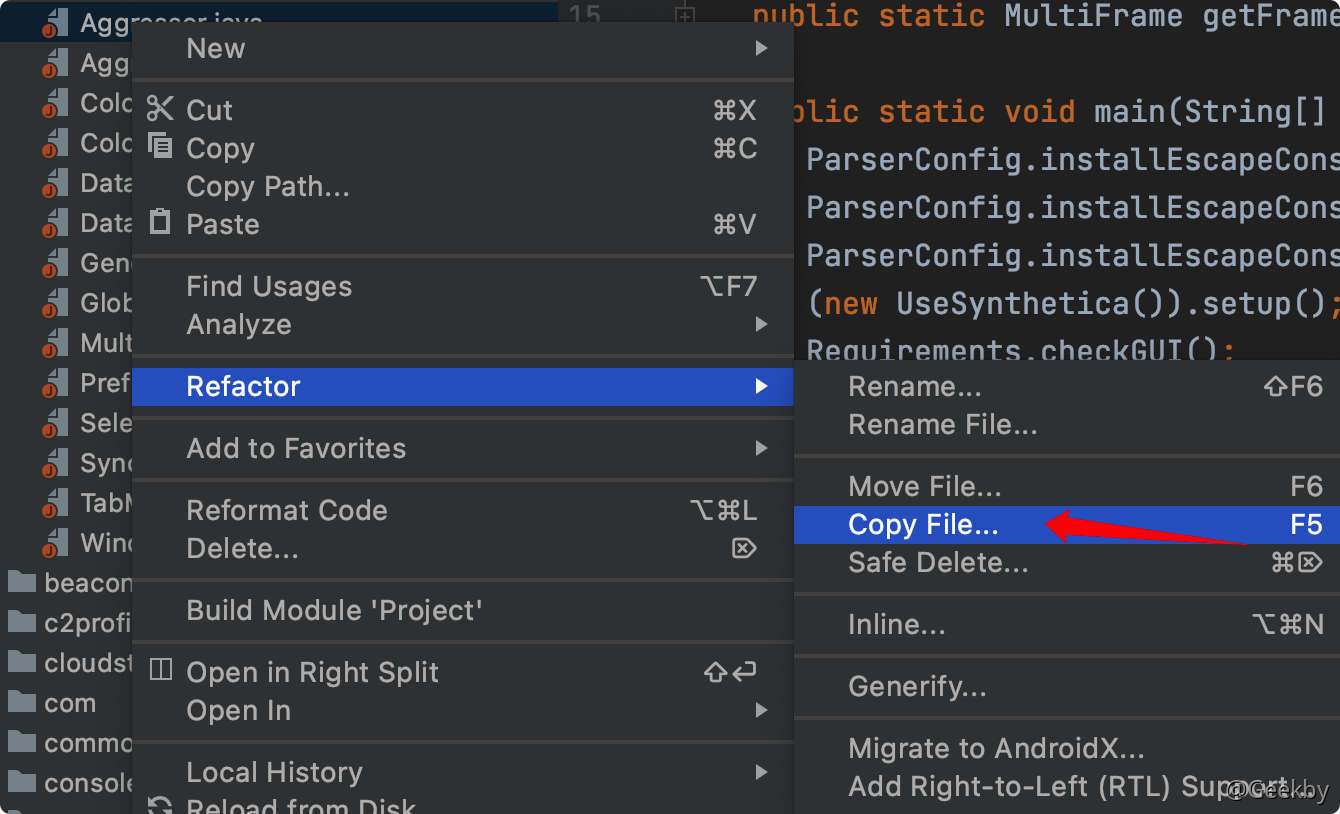 Aggressor.java
15
public static MultiFrame getFrame
New
Agg
Colo
Cut ⌘X
blic static void main(String[]
Colo
Copy ⌘C
ParserConfig.installEscapeCons
Data
Copy Path...
ParserConfig.installEscapeCons
Data
Paste ⌘V
ParserConfig.installEscapeCons
Gene
Find Usages ⌥F7
Glob
(new UseSynthetica()).setup();
Analyze
Mult
Requirements.checkGUI();
Pref
Refactor
Rename... ⇧F6
Sele
Rename File...
Add to Favorites
Sync
Move File... F6
TabM
Reformat Code ⌥⌘L
Copy File... F5
Wind
Delete... ⌦
Safe Delete... ⌘⌦
beacon
Build Module 'Project'
c2profi
Inline... ⌥⌘N
cloudst
Open in Right Split ⇧⏎
Generify...
com
Open In
commo
Migrate to AndroidX...
console
Local History
Add Right-to-Left (RTL) Support...
@Geekby
Reload from Disk